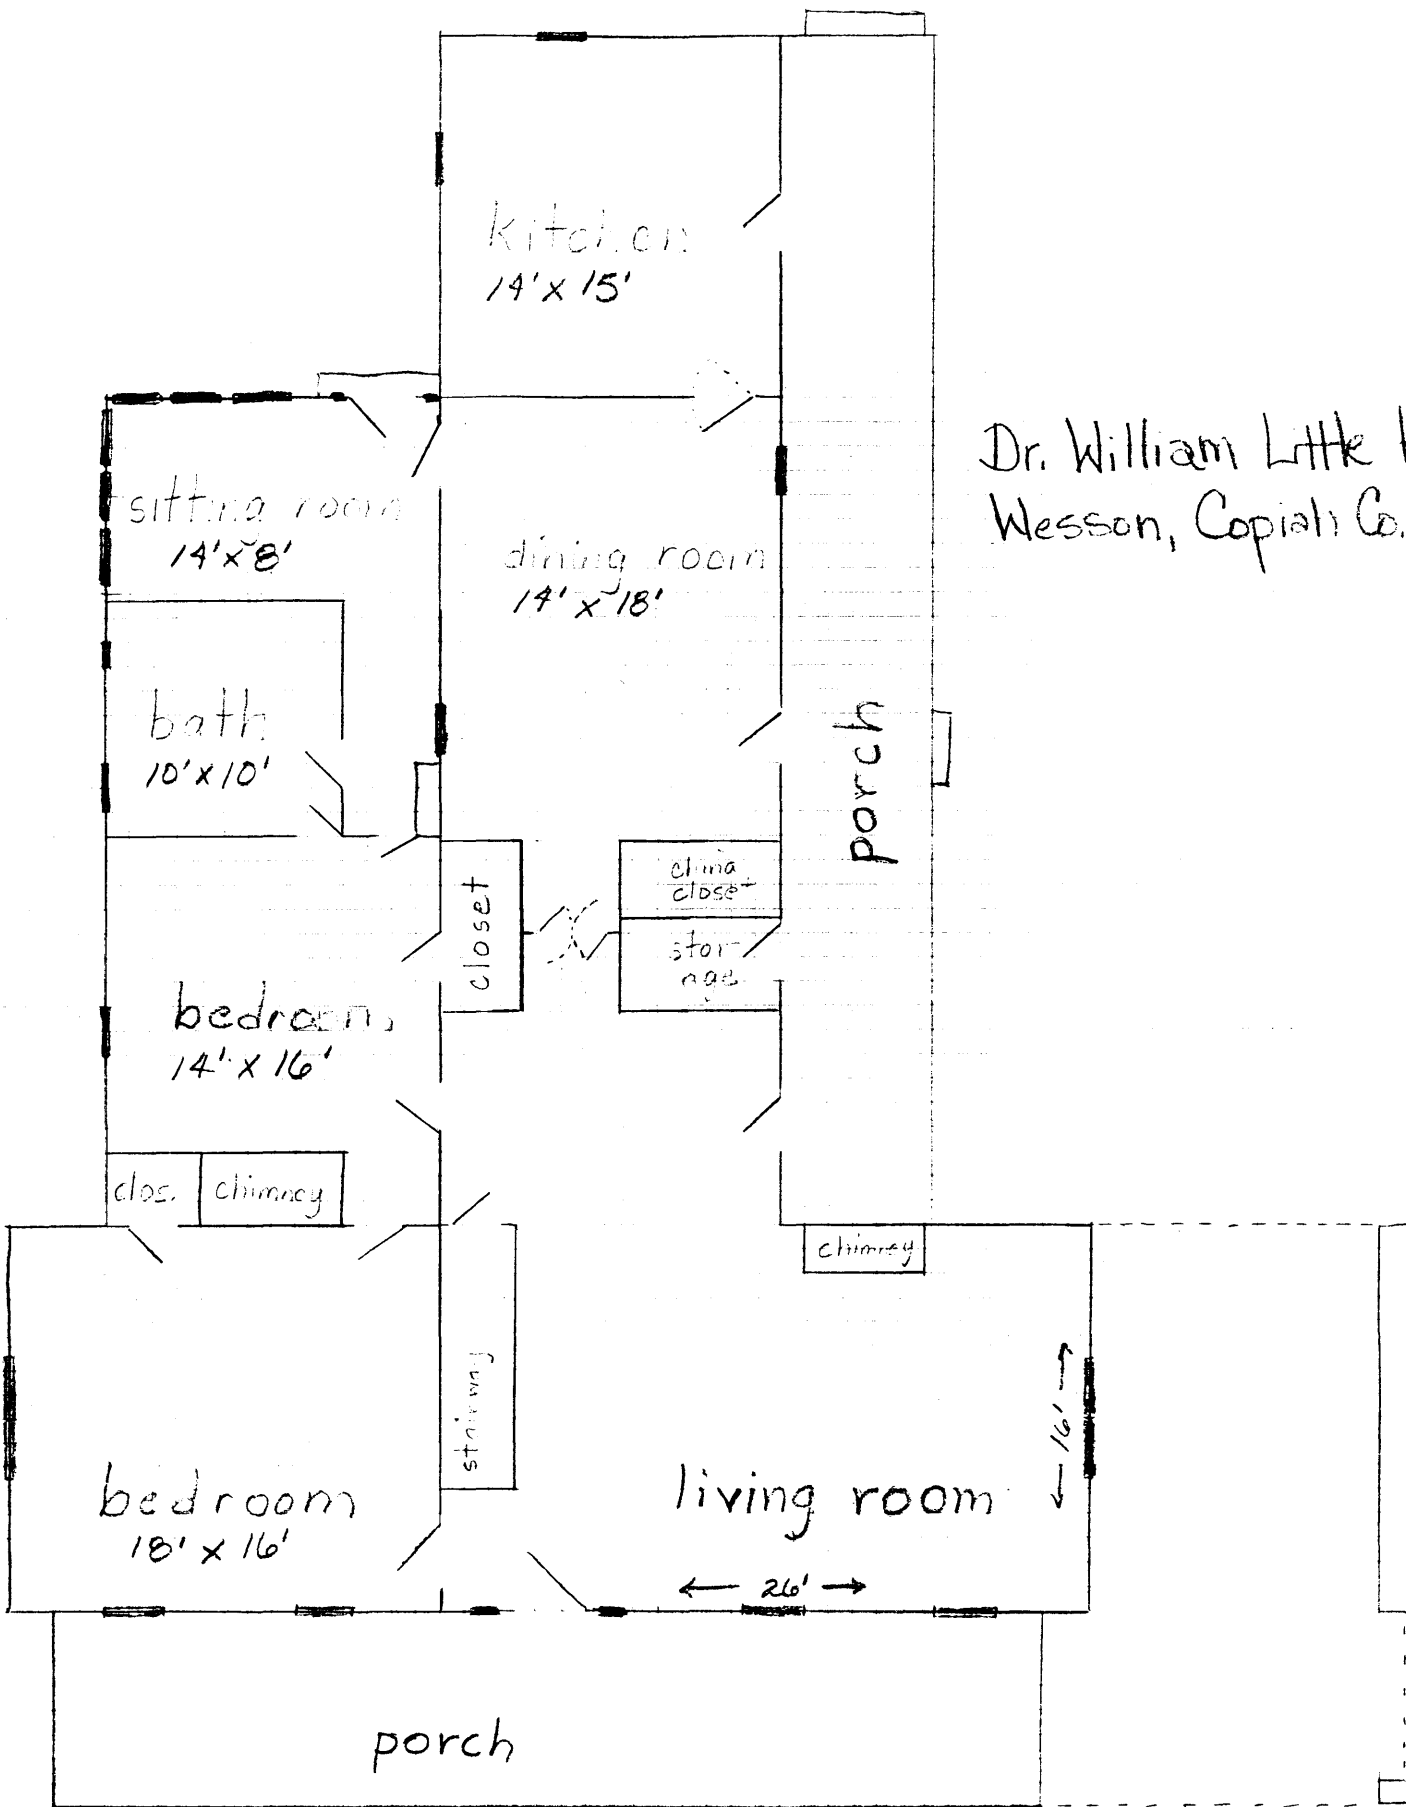 kitchen
14' x 15'
Dr. William Little
Wesson, Copiah Co.
sitting room
14' x 8'
dining room
14' x 18'
bath
10' x 10'
porch
china
closet
closet
stor-
age
bedroom
14' x 16'
clos.
chimney
chimney
stairway
16'
living room
bedroom
18' x 16'
26'
porch